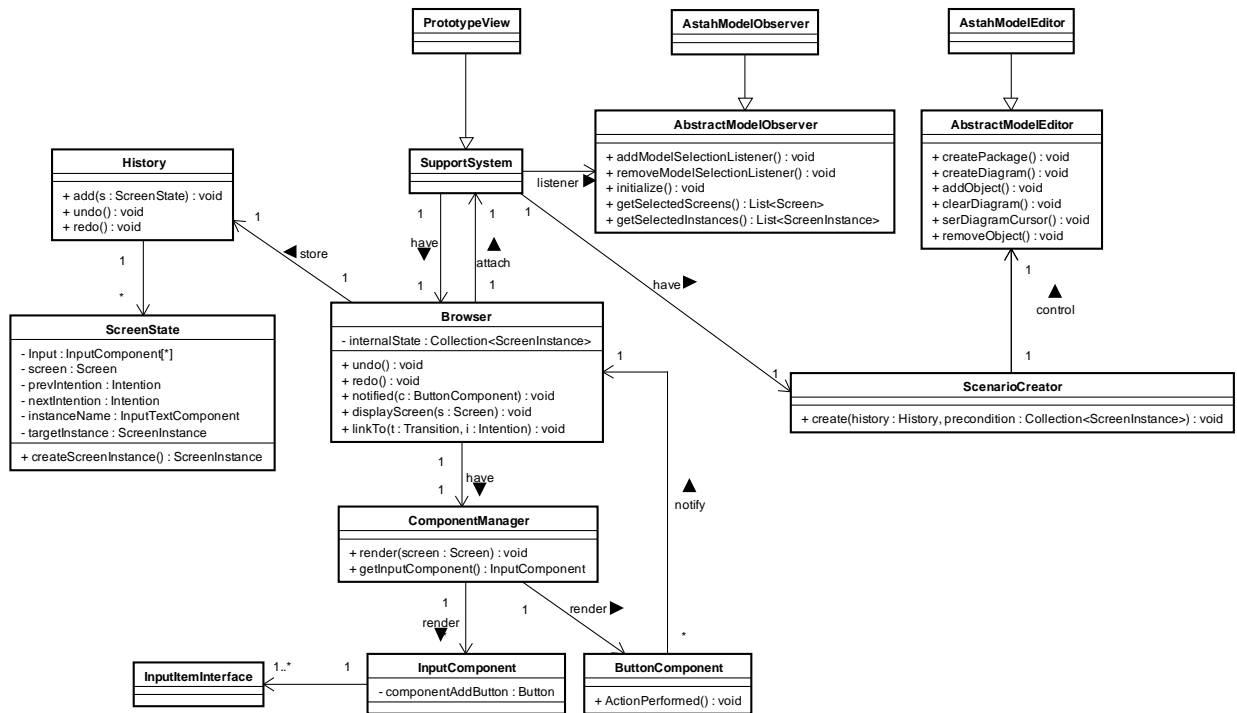 PrototypeView
AstahModelObserver
AstahModelEditor
AbstractModelObserver
+ addModelSelectionListener() : void
+ removeModelSelectionListener() : void
+ initialize() : void
+ getSelectedScreens() : List<Screen>
+ getSelectedInstances() : List<ScreenInstance>
AbstractModelEditor
+ createPackage() : void
+ createDiagram() : void
+ addObject() : void
+ clearDiagram() : void
+ serDiagramCursor() : void
+ removeObject() : void
History
+ add(s : ScreenState) : void
+ undo() : void
+ redo() : void
SupportSystem
listener ▶
1
1
1
1
◀ store
1
have
▼
▲
attach
1
1
1
*
have ▶
1
1
▲
control
1
ScreenState
- Input : InputComponent[*]
- screen : Screen
- prevIntention : Intention
- nextIntention : Intention
- instanceName : InputTextComponent
- targetInstance : ScreenInstance
+ createScreenInstance() : ScreenInstance
Browser
- internalState : Collection<ScreenInstance>
+ undo() : void
+ redo() : void
+ notified(c : ButtonComponent) : void
+ displayScreen(s : Screen) : void
+ linkTo(t : Transition, i : Intention) : void
1
ScenarioCreator
+ create(history : History, precondition : Collection<ScreenInstance>) : void
1
have
▼
1
▲
notify
ComponentManager
+ render(screen : Screen) : void
+ getInputComponent() : InputComponent
1
render
▼
1
render ▶
*
InputItemInterface
1..*
1
InputComponent
- componentAddButton : Button
ButtonComponent
+ ActionPerformed() : void